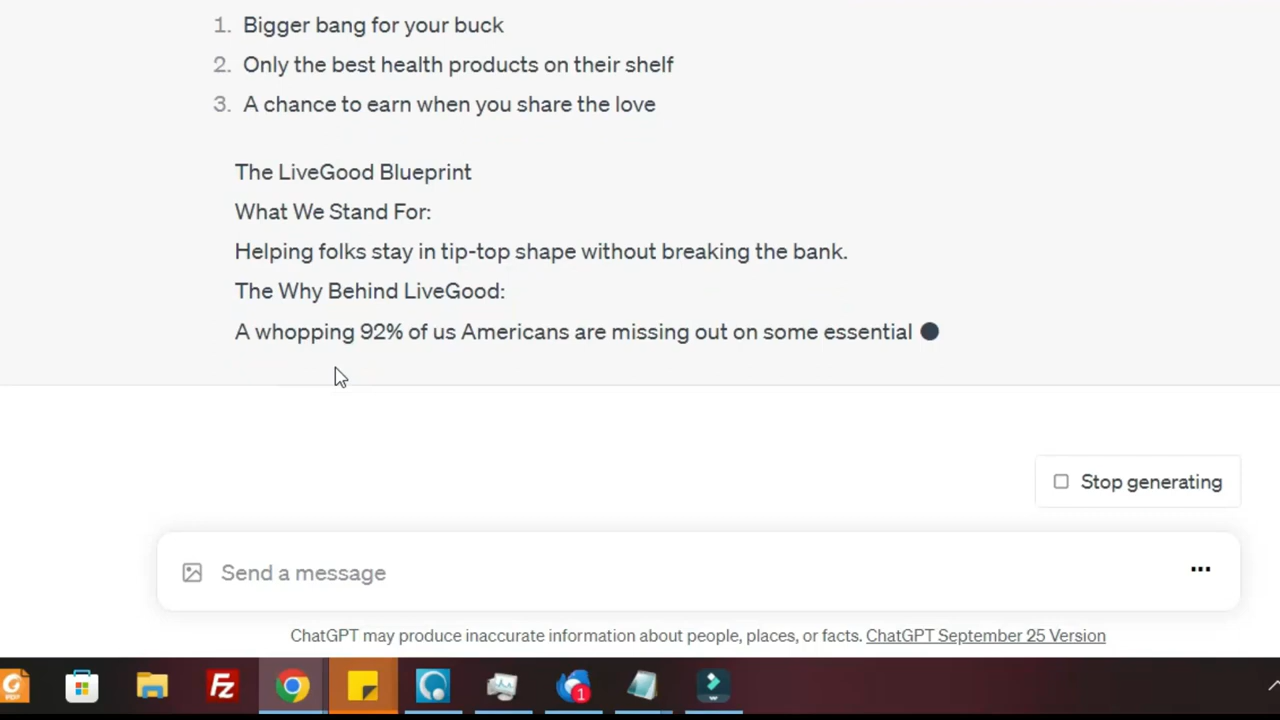 1. Bigger bang for your buck
2. Only the best health products on their shelf
3. A chance to earn when you share the love
The LiveGood Blueprint
What We Stand For:
Helping folks stay in tip-top shape without breaking the bank.
The Why Behind LiveGood:
A whopping 92% of us Americans are missing out on some essential
Stop generating
Send a message
ChatGPT may produce inaccurate information about people, places, or facts. ChatGPT September 25 Version
Fz
1